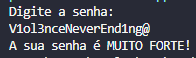 Digite a senha:
V1ol3nceNeverEnd1ng@
A sua senha é MUITO FORTE!